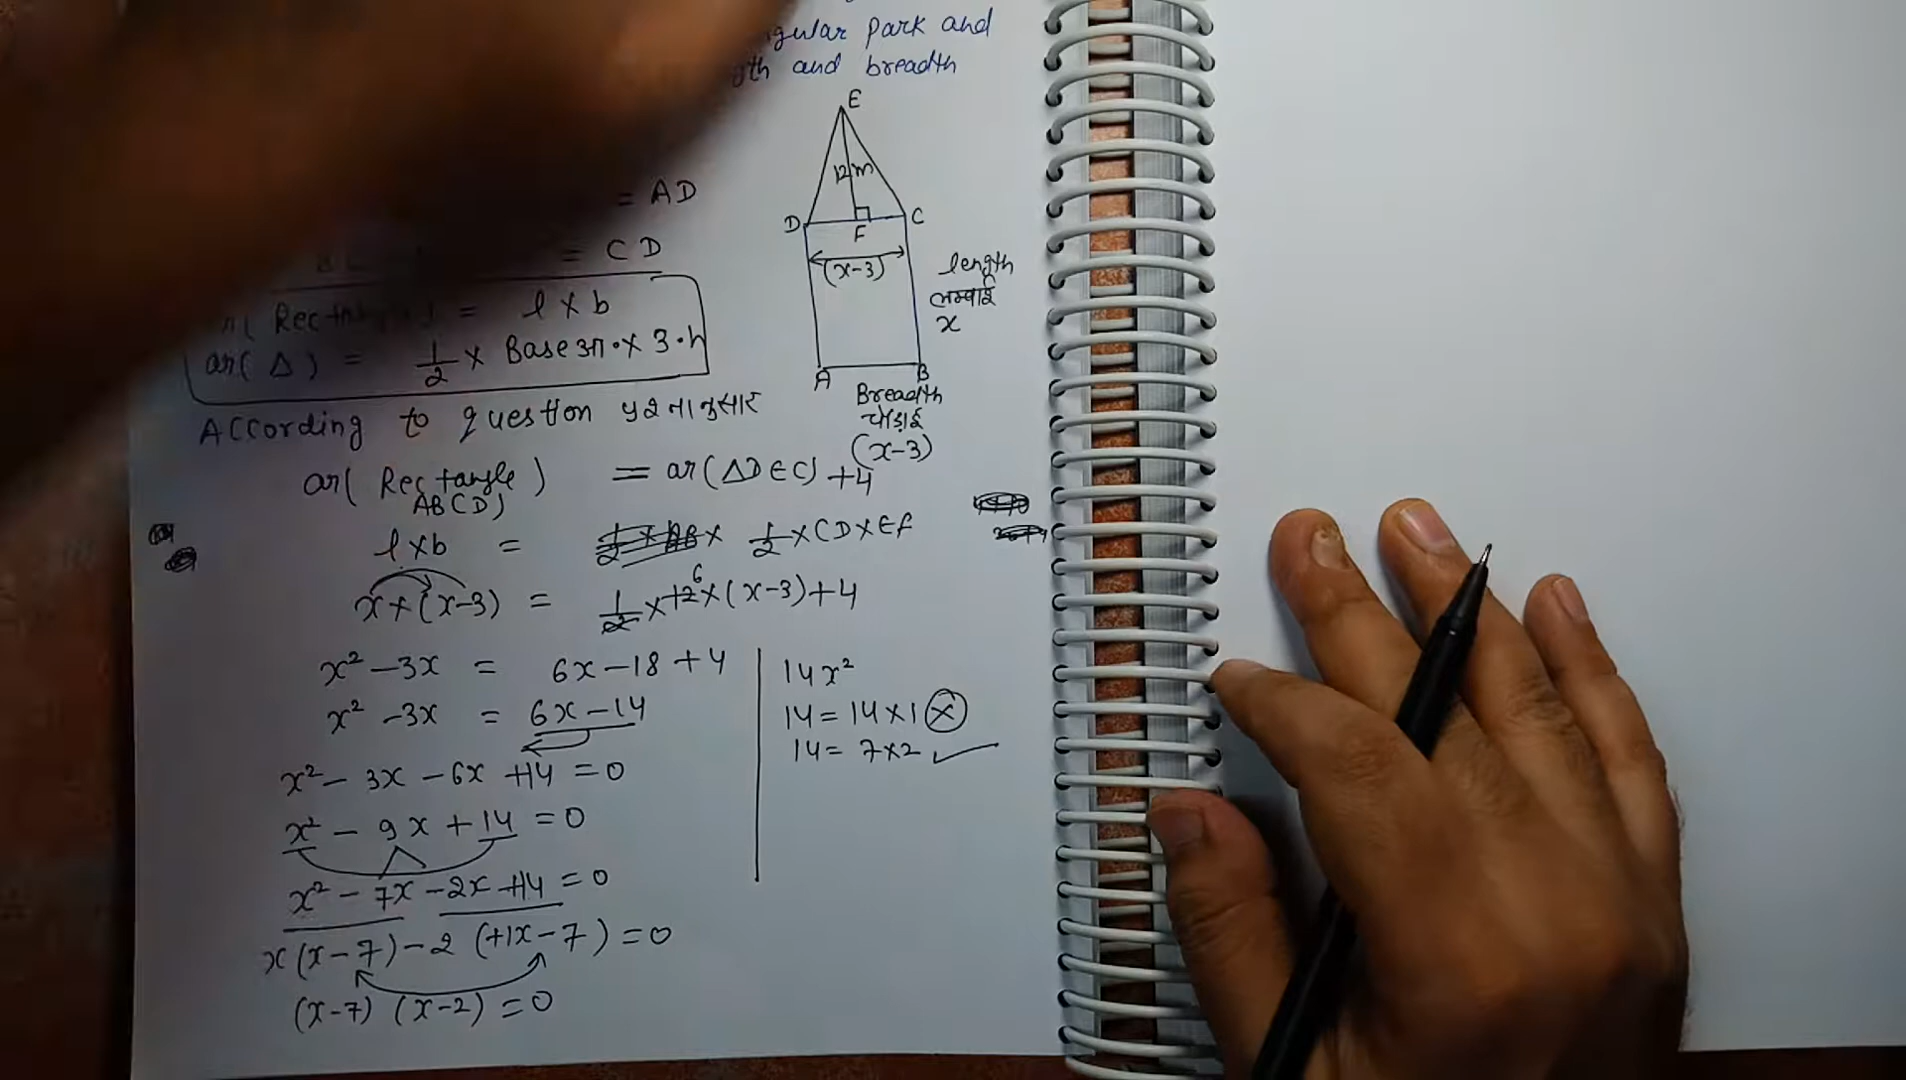 gular park and
gth and breadth
E
12m
D
C
F
(x-3)
length
लम्बाई
x
A
B
Breadth
चौड़ाई
(x-3)
= AD
= CD
= l × b
ar( Δ ) = 1/2 × Base आ॰ × 3॰h
According to question प्रश्नानुसार
ar( Rectangle ABCD ) = ar(ΔDEC) +4
l×b = 1/2 ×CD×EF
x×(x-3) = 1/2 ×12 6 ×(x-3)+4
x² -3x = 6x-18 +4
x² -3x = 6x-14
x² - 3x - 6x +14 =0
x² - 9x + 14 =0
x² - 7x -2x +14 =0
x(x-7) -2 (+1x-7) =0
(x-7) (x-2) =0
14x²
14 = 14×1 ×
14 = 7×2 ✓